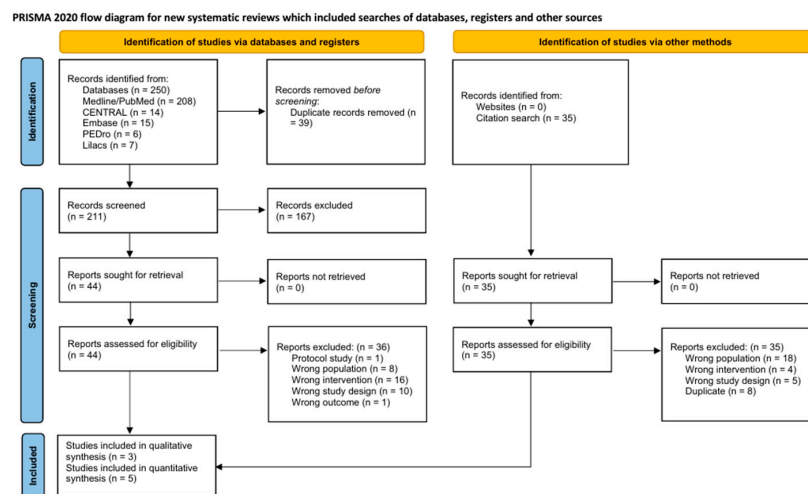 PRISMA 2020 flow diagram for new systematic reviews which included searches of databases, registers and other sources
Identification of studies via databases and registers
Identification of studies via other methods
Identification
Records identified from:
Databases (n = 250)
Medline/PubMed (n = 208)
CENTRAL (n = 14)
Embase (n = 15)
PEDro (n = 6)
Lilacs (n = 7)
Records removed before
screening:
Duplicate records removed (n
= 39)
Records identified from:
Websites (n = 0)
Citation search (n = 35)
Screening
Records screened
(n = 211)
Records excluded
(n = 167)
Reports sought for retrieval
(n = 44)
Reports not retrieved
(n = 0)
Reports sought for retrieval
(n = 35)
Reports not retrieved
(n = 0)
Reports assessed for eligibility
(n = 44)
Reports excluded: (n = 36)
Protocol study (n = 1)
Wrong population (n = 8)
Wrong intervention (n = 16)
Wrong study design (n = 10)
Wrong outcome (n = 1)
Reports assessed for eligibility
(n = 35)
Reports excluded: (n = 35)
Wrong population (n = 18)
Wrong intervention (n = 4)
Wrong study design (n = 5)
Duplicate (n = 8)
Included
Studies included in qualitative
synthesis (n = 3)
Studies included in quantitative
synthesis (n = 5)